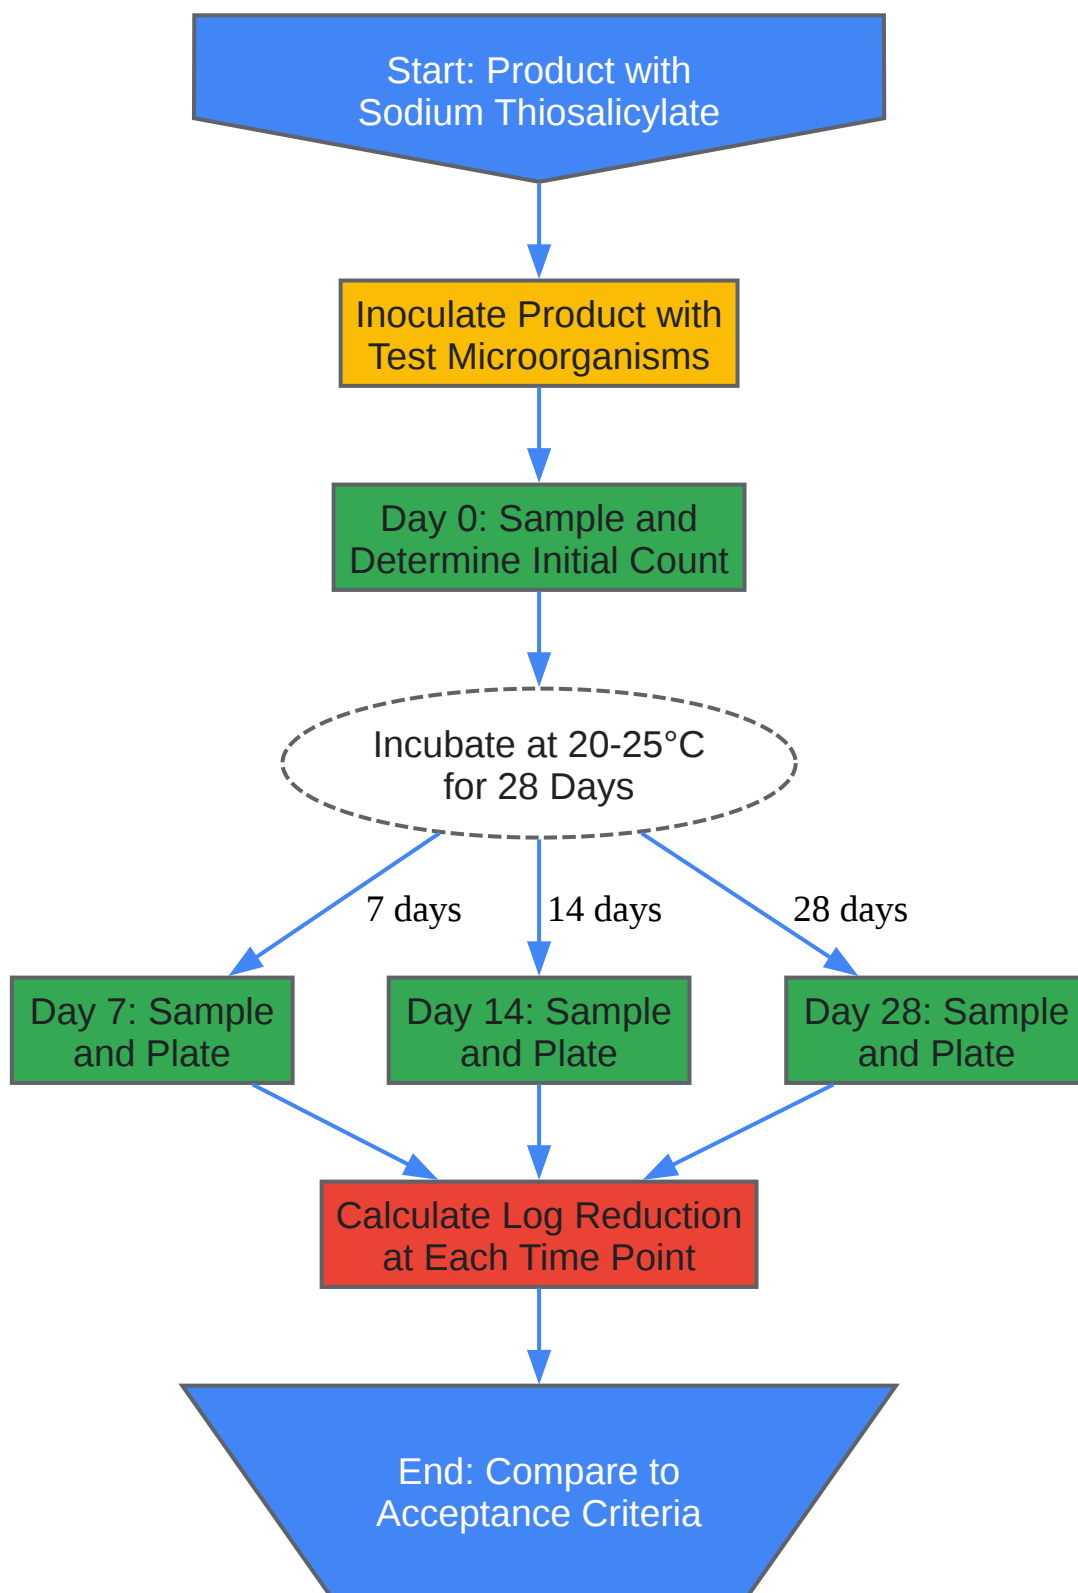 Start: Product with
Sodium Thiosalicylate
Inoculate Product with
Test Microorganisms
Day 0: Sample and
Determine Initial Count
Incubate at 20-25°C
for 28 Days
7 days
14 days
28 days
Day 7: Sample
and Plate
Day 14: Sample
and Plate
Day 28: Sample
and Plate
Calculate Log Reduction
at Each Time Point
End: Compare to
Acceptance Criteria